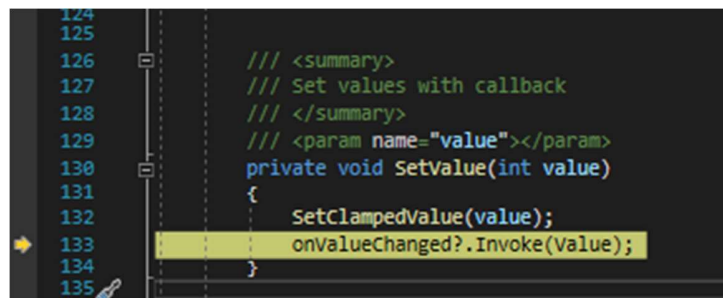 124
125
126 /// <summary>
127 /// Set values with callback
128 /// </summary>
129 /// <param name="value"></param>
130 private void SetValue(int value)
131 {
132 SetClampedValue(value);
133 onValueChanged?.Invoke(Value);
134 }
135